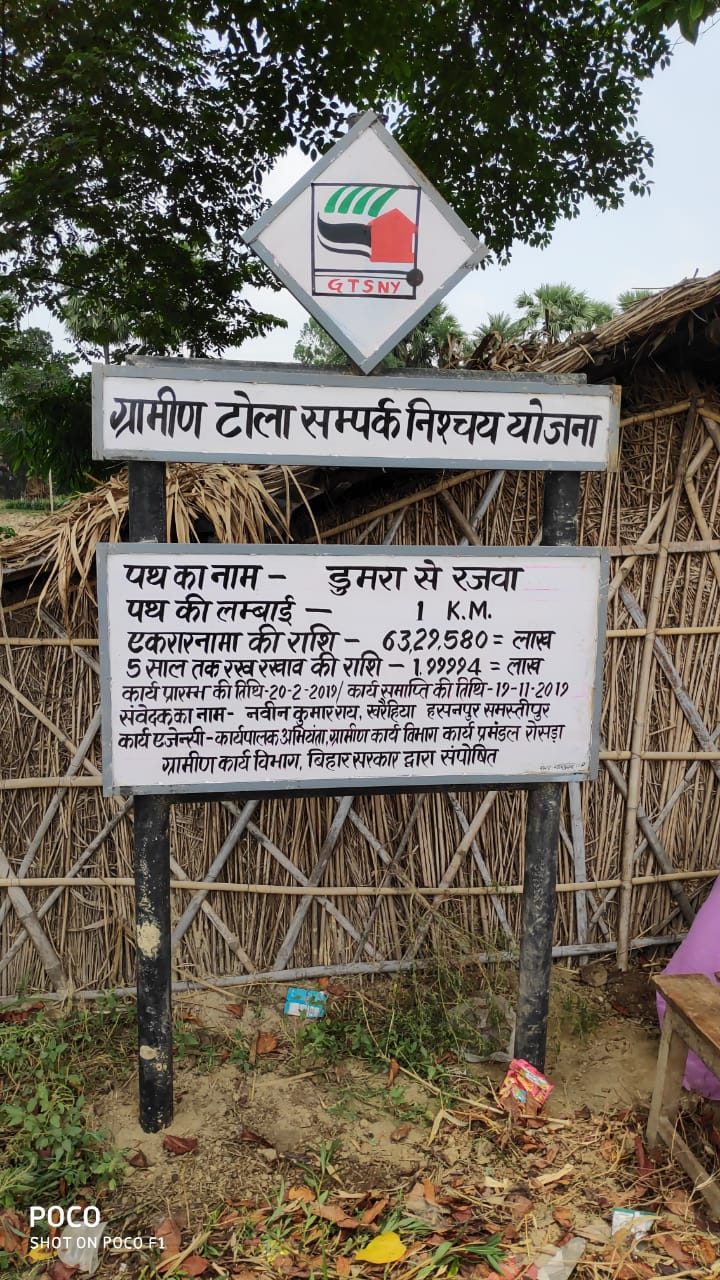 GTSNY
ग्रामीण टोला सम्पर्क निश्चय योजना
पथ का नाम – डुमरा से रजवा
पथ की लम्बाई – 1 K.M.
एकरारनामा की राशि – 63,29,580 = लाख
5 साल तक रख रखाव की राशि – 1,99994 = लाख
कार्य प्रारम्भ की तिथि-20-2-2019/ कार्य समाप्ति की तिथि-19-11-2019
संवेदक का नाम- नवीन कुमार राय, खरहिया हसनपुर समस्तीपुर
कार्य एजेन्सी-कार्यपालक अभियंता, ग्रामीण कार्य विभाग कार्य प्रमंडल रोसड़ा
ग्रामीण कार्य विभाग, बिहार सरकार द्वारा संपोषित
POCO
SHOT ON POCO F1